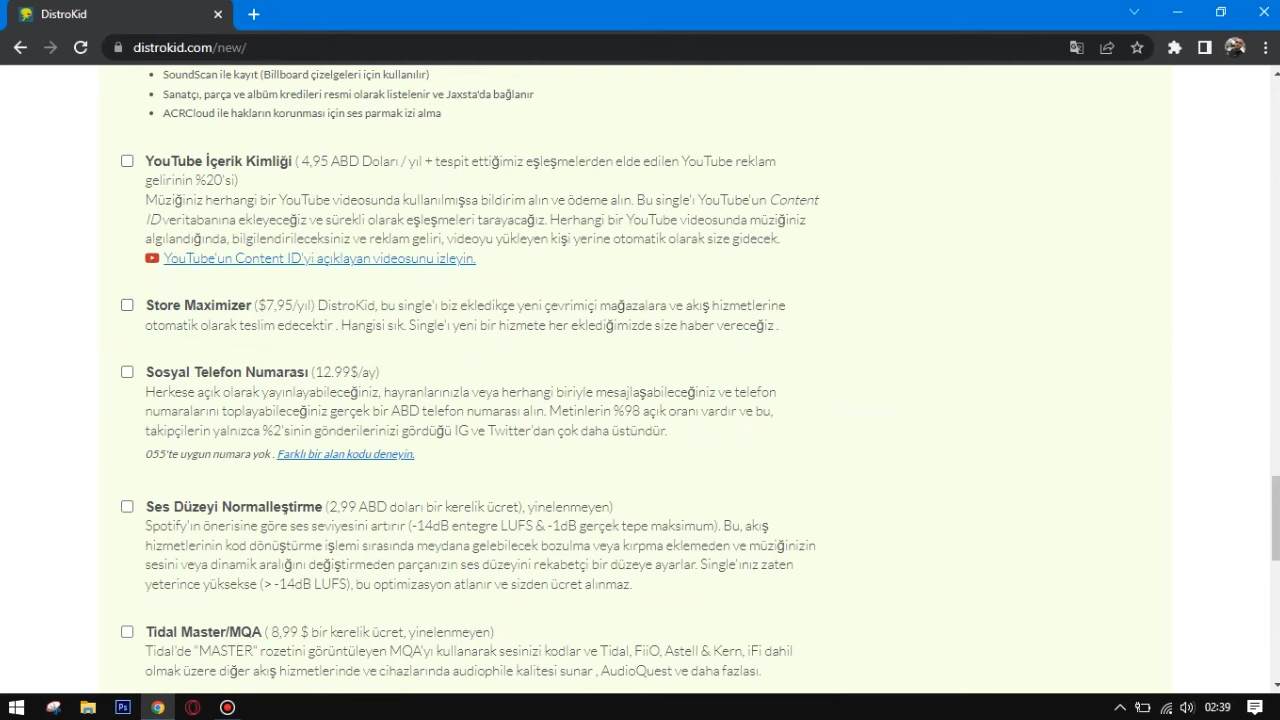 DistroKid
distrokid.com/new/
SoundScan ile kayıt (Billboard çizelgeleri için kullanılır)
Sanatçı, parça ve albüm kredileri resmi olarak listelenir ve Jaxsta'da bağlanır
ACRCloud ile hakların korunması için ses parmak izi alma
YouTube İçerik Kimliği ( 4,95 ABD Doları / yıl + tespit ettiğimiz eşleşmelerden elde edilen YouTube reklam
gelirinin %20'si)
Müziğiniz herhangi bir YouTube videosunda kullanılmışsa bildirim alın ve ödeme alın. Bu single'ı YouTube'un Content
ID veritabanına ekleyeceğiz ve sürekli olarak eşleşmeleri tarayacağız. Herhangi bir YouTube videosunda müziğiniz
algılandığında, bilgilendirileceksiniz ve reklam geliri, videoyu yükleyen kişi yerine otomatik olarak size gidecek.
YouTube'un Content ID'yi açıklayan videosunu izleyin.
Store Maximizer ($7,95/yıl) DistroKid, bu single'ı biz ekledikçe yeni çevrimiçi mağazalara ve akış hizmetlerine
otomatik olarak teslim edecektir . Hangisi sık. Single'ı yeni bir hizmete her eklediğimizde size haber vereceğiz .
Sosyal Telefon Numarası (12.99$/ay)
Herkese açık olarak yayınlayabileceğiniz, hayranlarınızla veya herhangi biriyle mesajlaşabileceğiniz ve telefon
numaralarını toplayabileceğiniz gerçek bir ABD telefon numarası alın. Metinlerin %98 açık oranı vardır ve bu,
takipçilerin yalnızca %2'sinin gönderilerinizi gördüğü IG ve Twitter'dan çok daha üstündür.
055'te uygun numara yok . Farklı bir alan kodu deneyin.
Ses Düzeyi Normalleştirme (2,99 ABD doları bir kerelik ücret), yinelenmeyen)
Spotify'ın önerisine göre ses seviyesini artırır (-14dB entegre LUFS & -1dB gerçek tepe maksimum). Bu, akış
hizmetlerinin kod dönüştürme işlemi sırasında meydana gelebilecek bozulma veya kırpma eklemeden ve müziğinizin
sesini veya dinamik aralığını değiştirmeden parçanızın ses düzeyini rekabetçi bir düzeye ayarlar. Single'ınız zaten
yeterince yüksekse (> -14dB LUFS), bu optimizasyon atlanır ve sizden ücret alınmaz.
Tidal Master/MQA ( 8,99 $ bir kerelik ücret, yinelenmeyen)
Tidal'de "MASTER" rozetini görüntüleyen MQA'yı kullanarak sesinizi kodlar ve Tidal, FiiO, Astell & Kern, iFi dahil
olmak üzere diğer akış hizmetlerinde ve cihazlarında audiophile kalitesi sunar , AudioQuest ve daha fazlası.
Ps
02:39